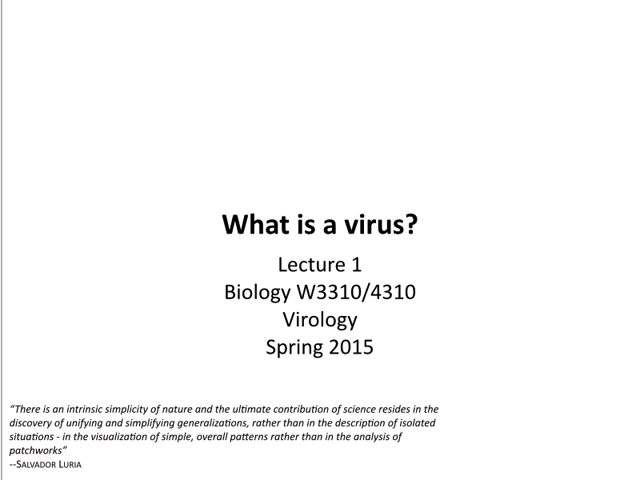 What is a virus?
Lecture 1
Biology W3310/4310
Virology
Spring 2015
“There is an intrinsic simplicity of nature and the ultimate contribution of science resides in the
discovery of unifying and simplifying generalizations, rather than in the description of isolated
situations - in the visualization of simple, overall patterns rather than in the analysis of
patchworks”
--Salvador Luria